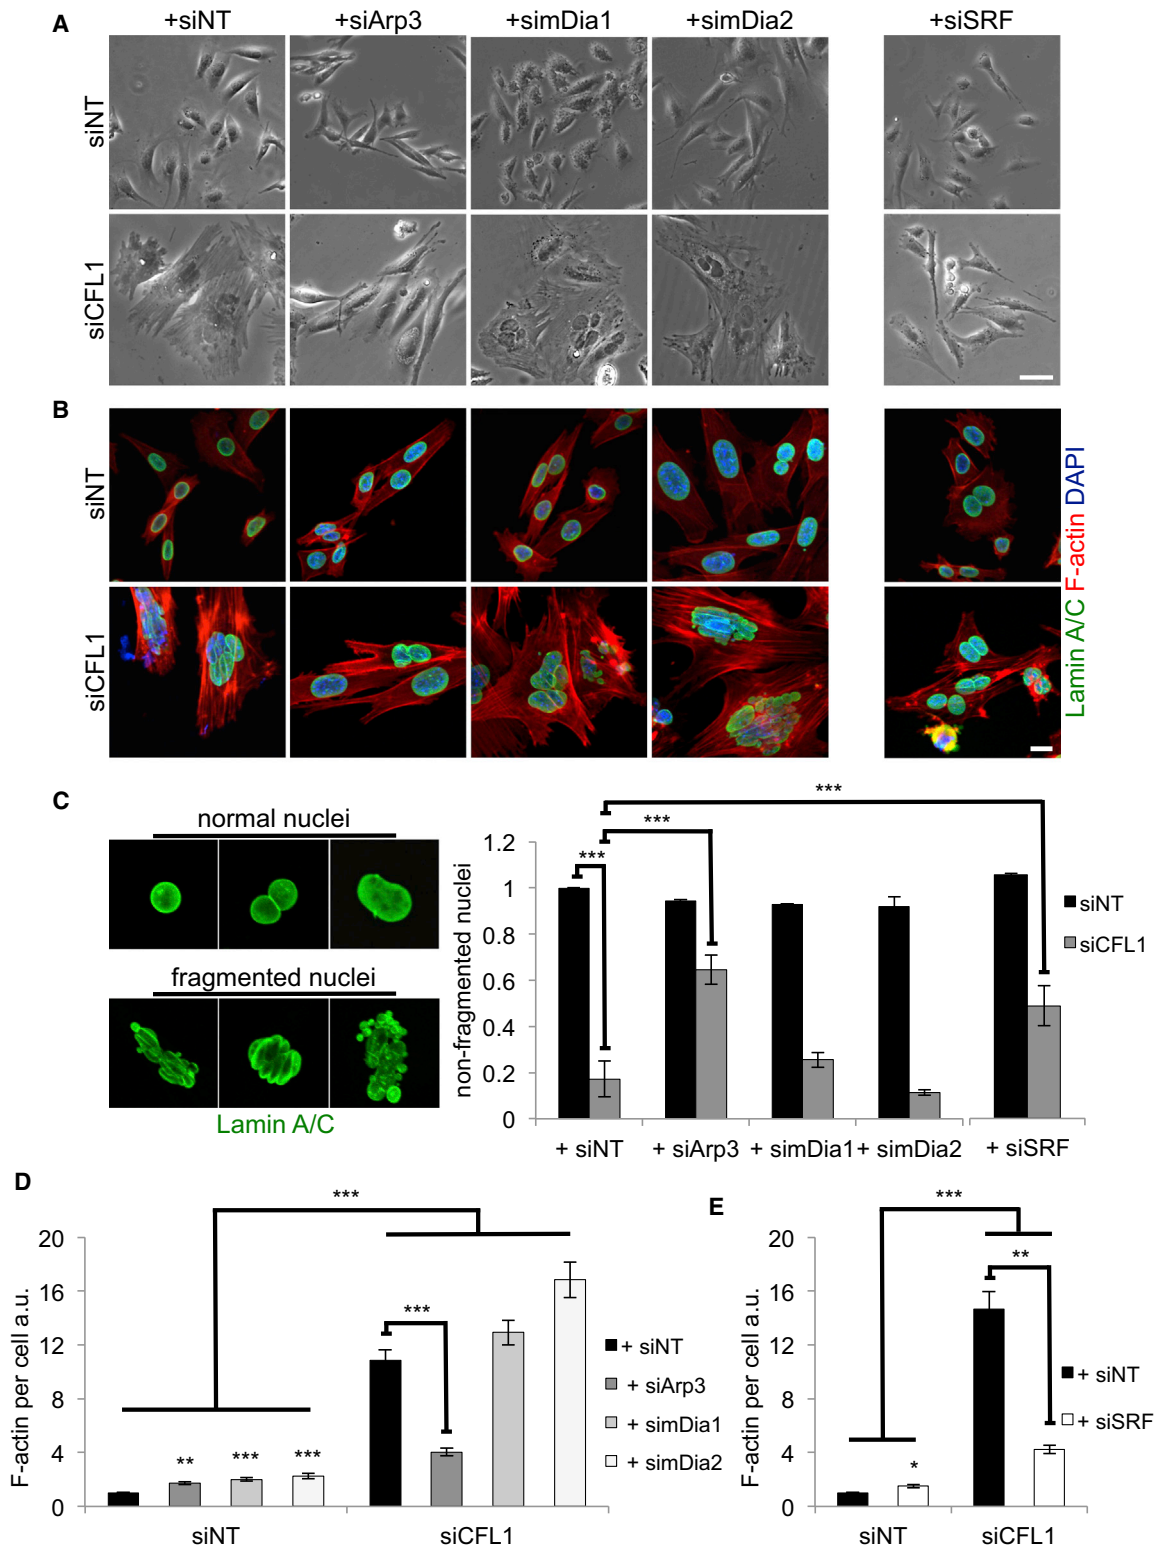 A
+siNT
+siArp3
+simDia1
+simDia2
+siSRF
siNT
siCFL1
B
siNT
siCFL1
Lamin A/C F-actin DAPI
C
normal nuclei
fragmented nuclei
Lamin A/C
***
***
***
non-fragmented nuclei
1.2
1
0.8
0.6
0.4
0.2
0
+ siNT
+ siArp3
+ simDia1
+ simDia2
+ siSRF
siNT
siCFL1
D
***
F-actin per cell a.u.
20
16
12
8
4
0
**
***
***
***
siNT
siCFL1
+ siNT
+ siArp3
+ simDia1
+ simDia2
E
***
**
F-actin per cell a.u.
20
16
12
8
4
0
*
siNT
siCFL1
+ siNT
+ siSRF